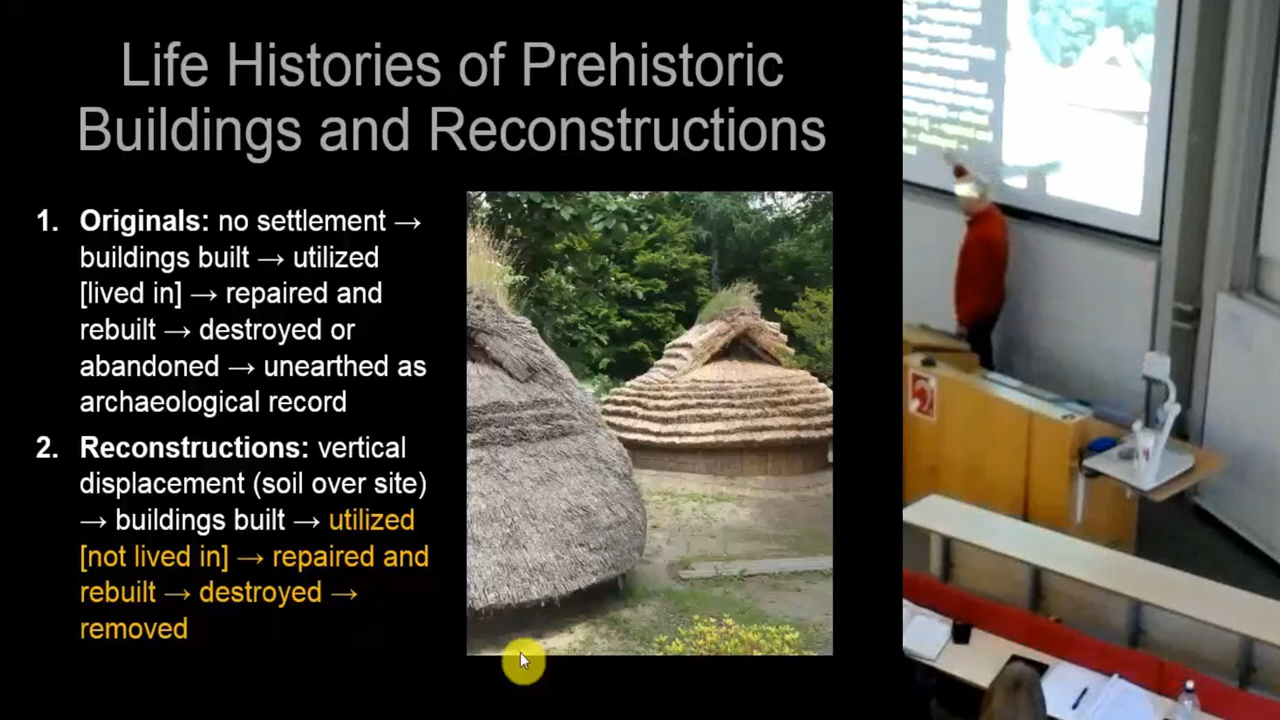 Life Histories of Prehistoric
Buildings and Reconstructions
1. Originals: no settlement →
buildings built → utilized
[lived in] → repaired and
rebuilt → destroyed or
abandoned → unearthed as
archaeological record
2. Reconstructions: vertical
displacement (soil over site)
→ buildings built → utilized
[not lived in] → repaired and
rebuilt → destroyed →
removed